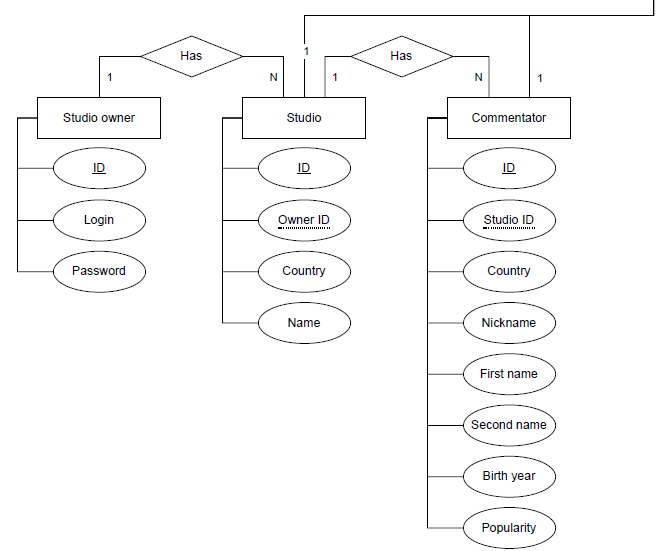 Has
1
Has
1
N
1
N
1
Studio owner
Studio
Commentator
ID
ID
ID
Login
Owner ID
Studio ID
Password
Country
Country
Name
Nickname
First name
Second name
Birth year
Popularity